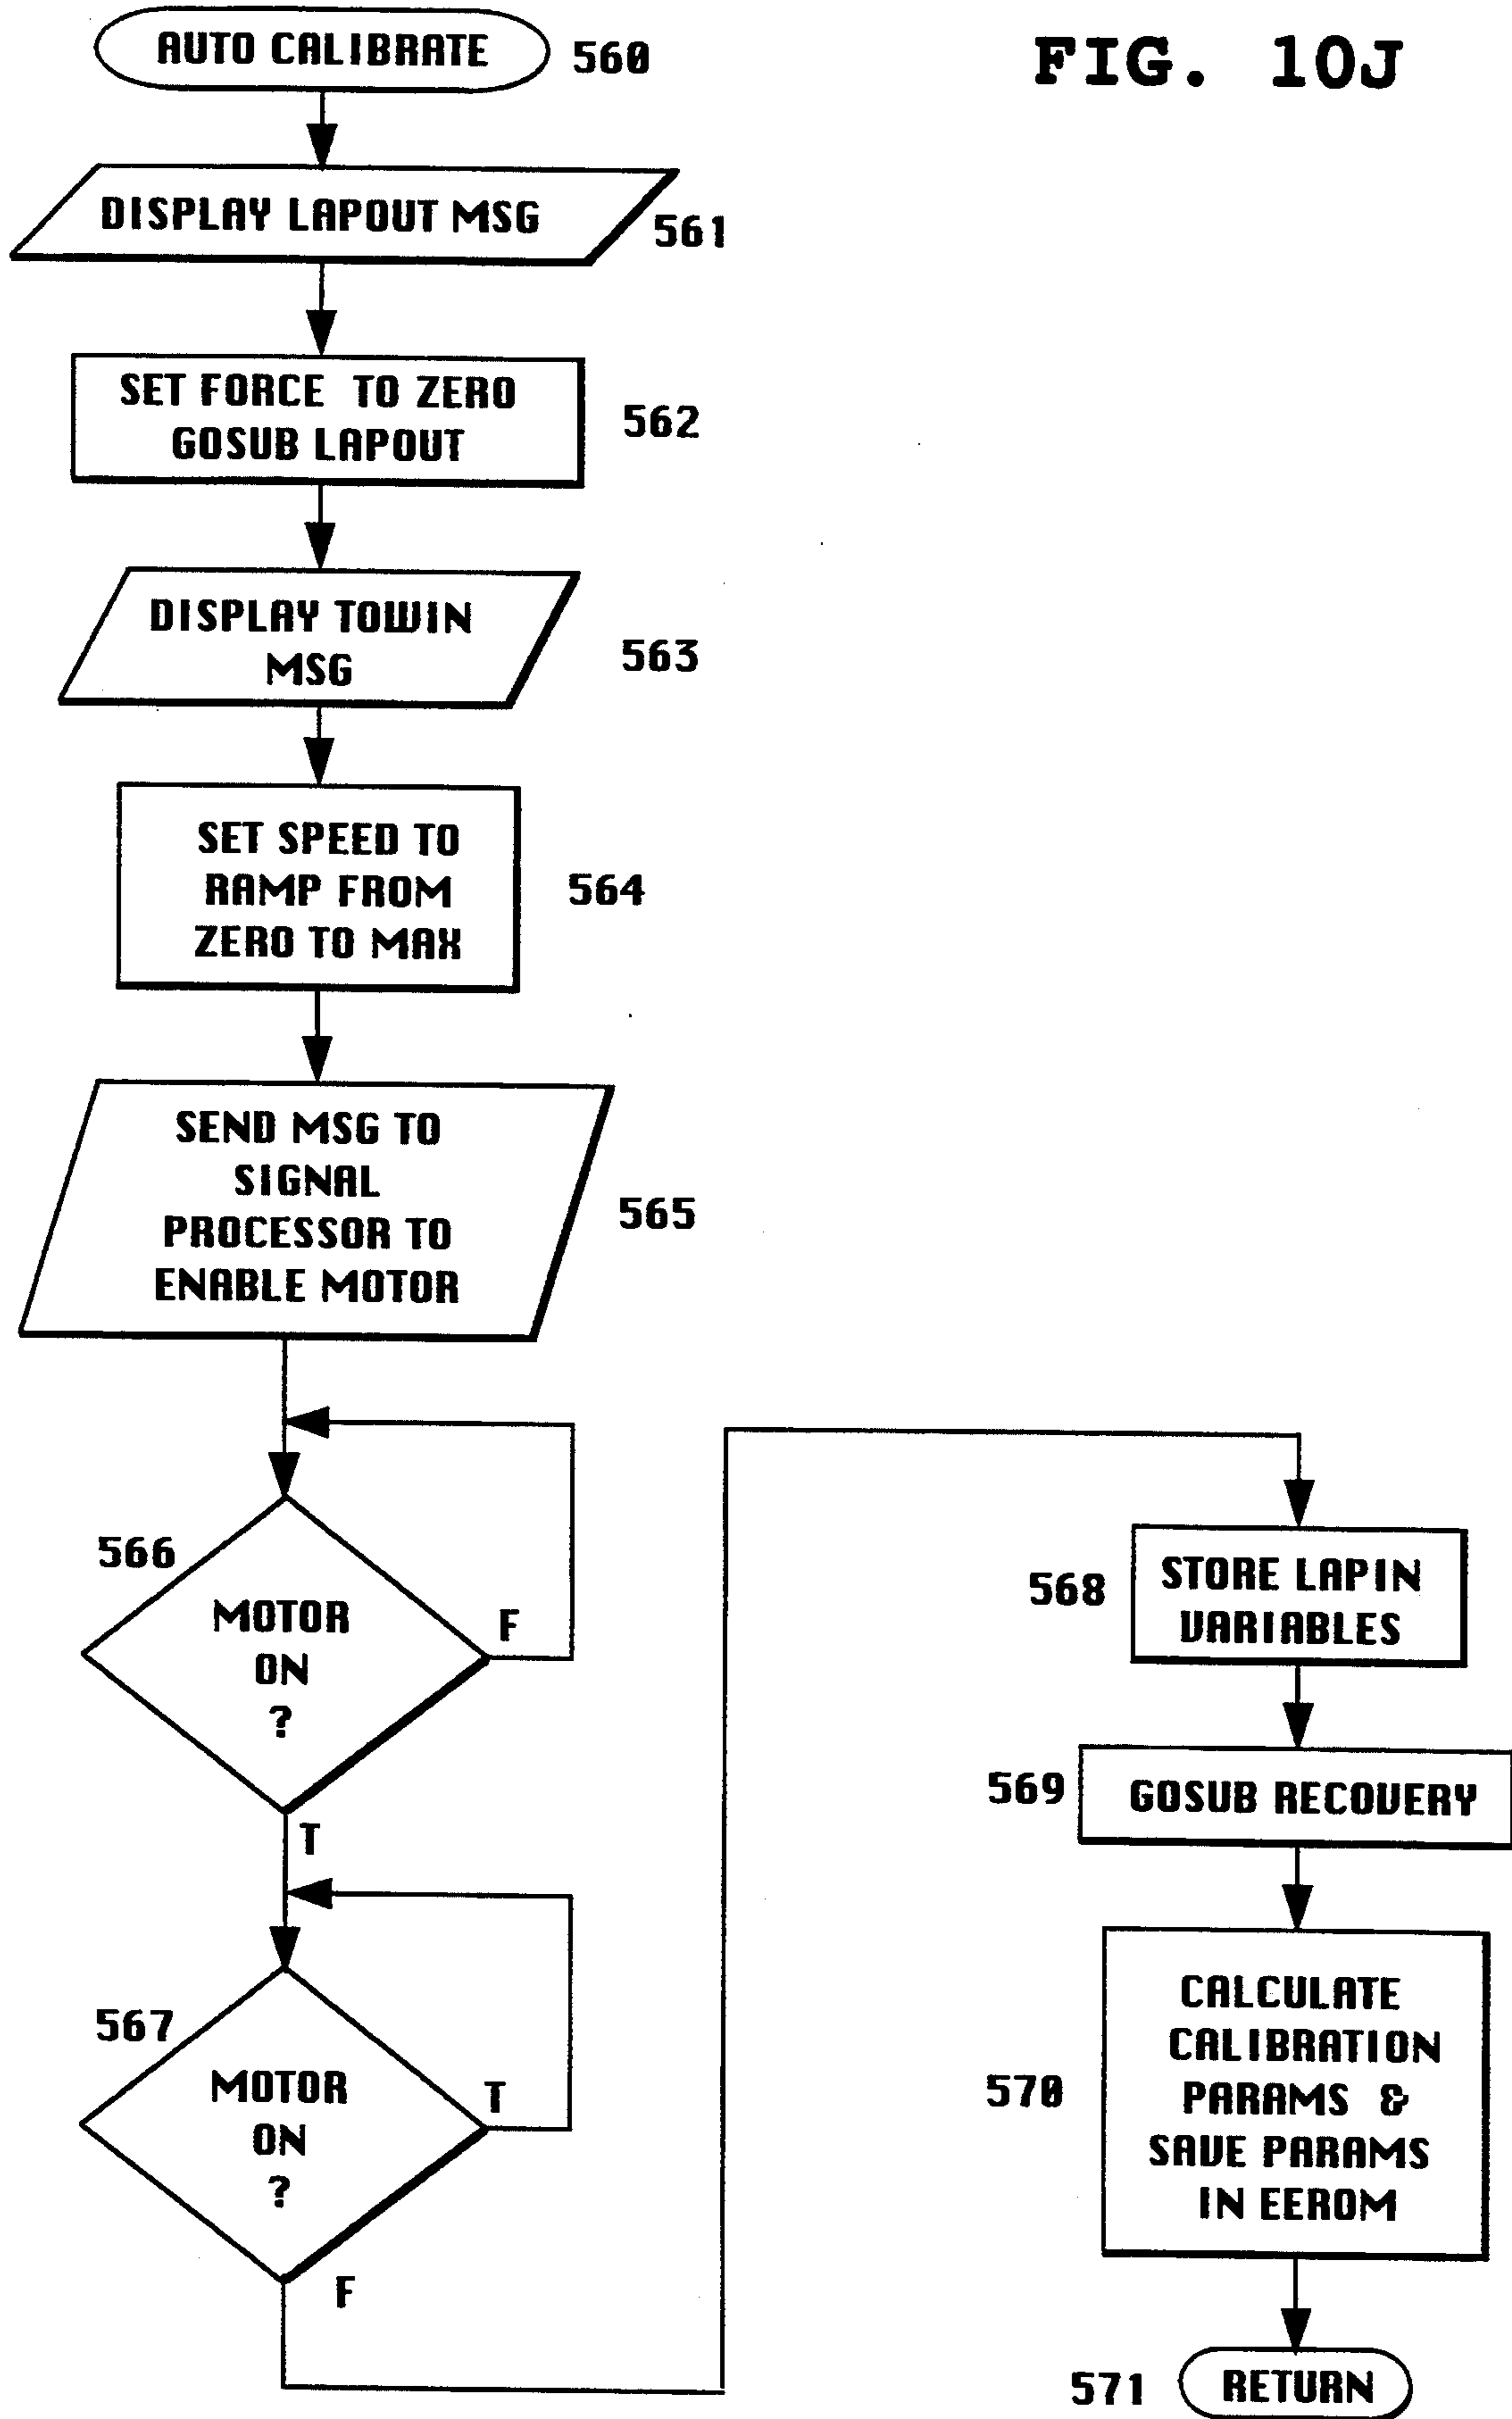 FIG. 10J
AUTO CALIBRATE
560
DISPLAY LAPOUT MSG
561
SET FORCE TO ZERO
GOSUB LAPOUT
562
DISPLAY TOWIN
MSG
563
SET SPEED TO
RAMP FROM
ZERO TO MAX
564
SEND MSG TO
SIGNAL
PROCESSOR TO
ENABLE MOTOR
565
566
MOTOR
ON
?
F
T
567
MOTOR
ON
?
T
F
568
STORE LAPIN
VARIABLES
569
GOSUB RECOVERY
570
CALCULATE
CALIBRATION
PARAMS &
SAVE PARAMS
IN EEROM
571
RETURN